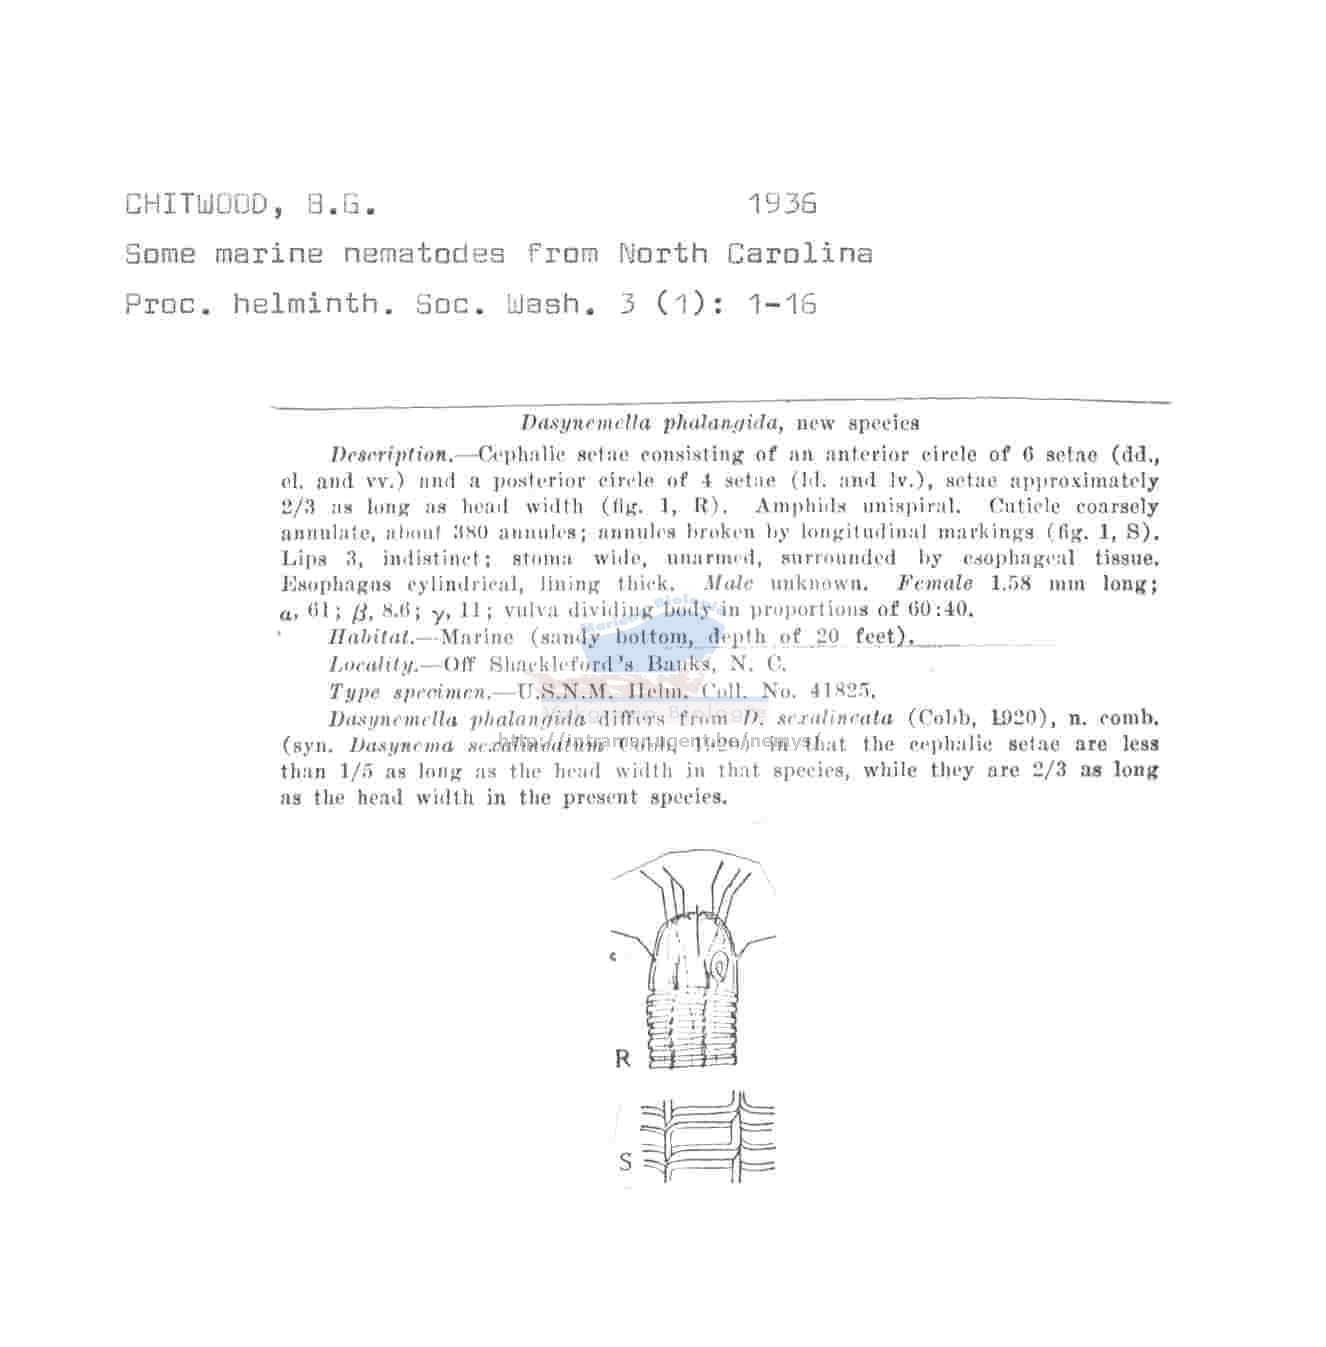 CHITWOOD, B.G. 1936
Some marine nematodes from North Carolina
Proc. helminth. Soc. Wash. 3 (1): 1-16
Dasynemella phalangida, new species
Description.—Cephalic setae consisting of an anterior circle of 6 setae (dd.,
el. and vv.) and a posterior circle of 4 setae (ld. and lv.), setae approximately
2/3 as long as head width (fig. 1, R). Amphids unispiral. Cuticle coarsely
annulate, about 380 annules; annules broken by longitudinal markings (fig. 1, S).
Lips 3, indistinct; stoma wide, unarmed, surrounded by esophageal tissue.
Esophagus cylindrical, lining thick. Male unknown. Female 1.58 mm long;
α, 61; β, 8.6; γ, 11; vulva dividing body in proportions of 60:40.
Habitat.—Marine (sandy bottom, depth of 20 feet).
Locality.—Off Shackleford's Banks, N. C.
Type specimen.—U.S.N.M. Helm. Coll. No. 41825.
Dasynemella phalangida differs from D. sexalineata (Cobb, 1920), n. comb.
(syn. Dasynema sexalineatum Cobb, 1920) in that the cephalic setae are less
than 1/5 as long as the head width in that species, while they are 2/3 as long
as the head width in the present species.
Mariene Biologie
Vakgroep Biologie
http://intramar.ugent.be/nemys/
R
S